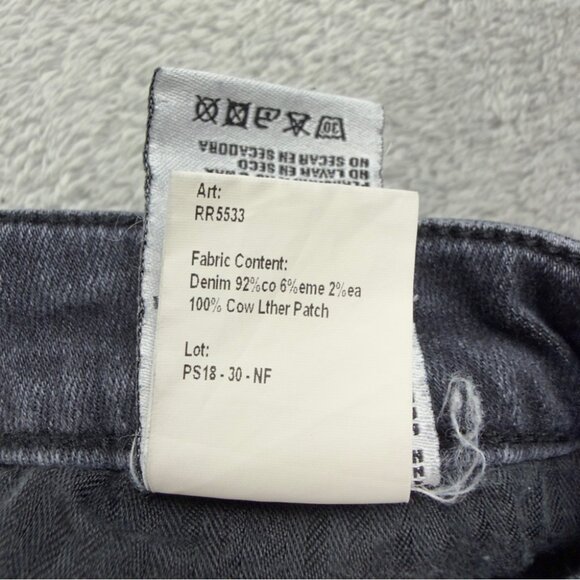 30
NO SECAR EN SECADORA
NO LAVAR EN SECO
Art:
RR5533
Fabric Content:
Denim 92%co 6%eme 2%ea
100% Cow Lther Patch
Lot:
PS18 - 30 - NF